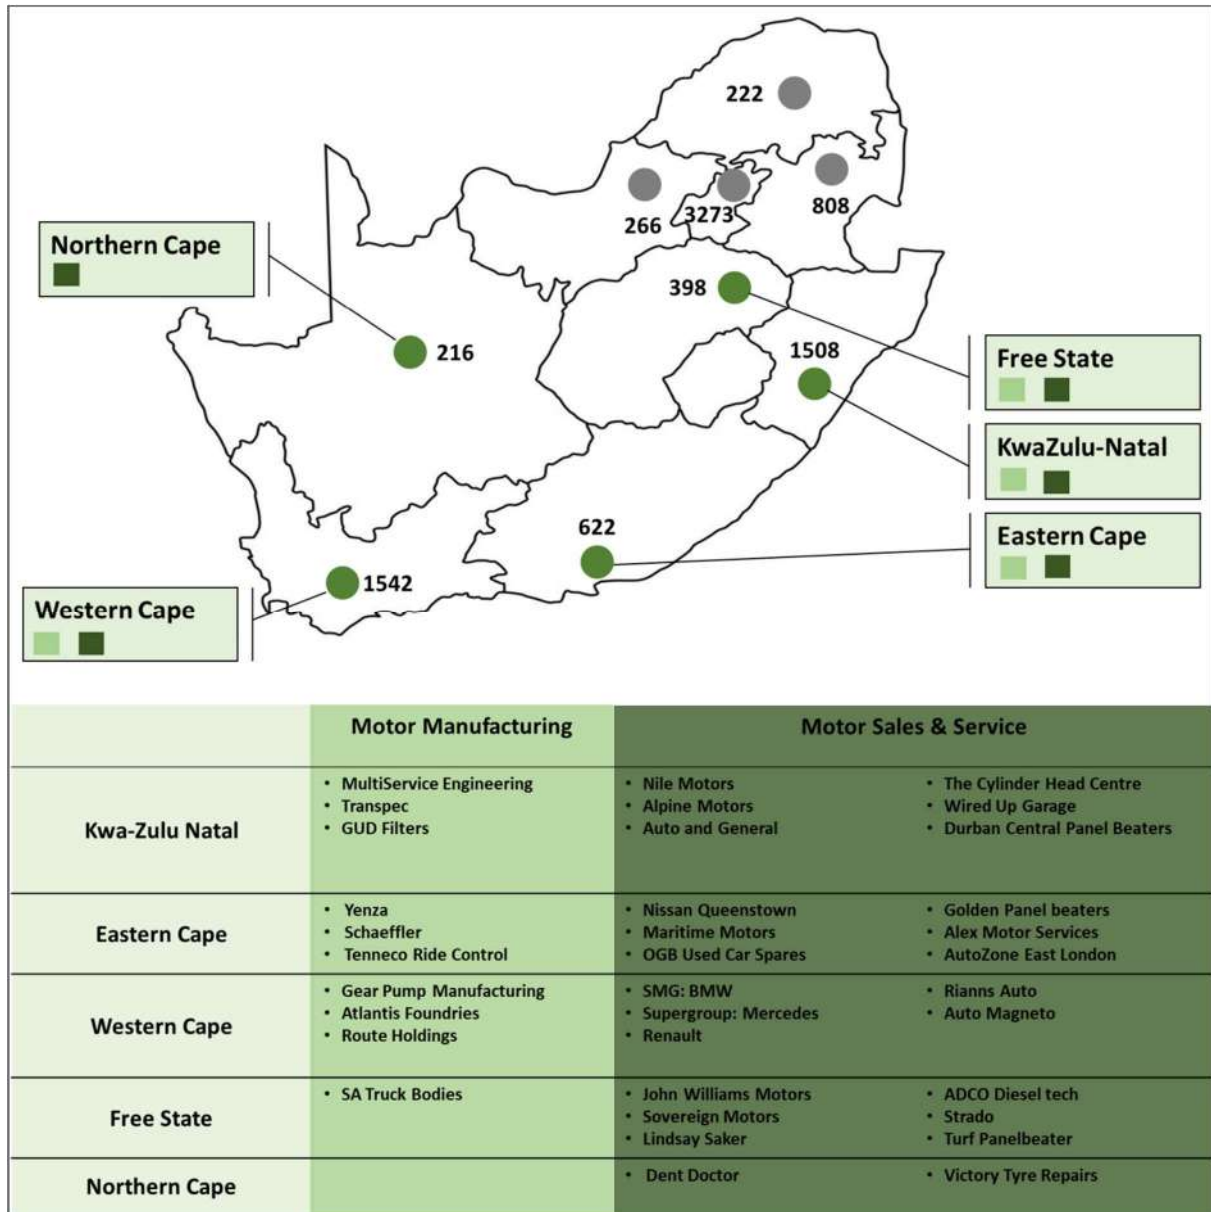 222
266
3273
808
Northern Cape
398
216
1508
Free State
KwaZulu-Natal
622
Eastern Cape
1542
Western Cape
Motor Manufacturing
Motor Sales & Service
Kwa-Zulu Natal
• MultiService Engineering
• Transpec
• GUD Filters
• Nile Motors
• Alpine Motors
• Auto and General
• The Cylinder Head Centre
• Wired Up Garage
• Durban Central Panel Beaters
Eastern Cape
• Yenza
• Schaeffler
• Tenneco Ride Control
• Nissan Queenstown
• Maritime Motors
• OGB Used Car Spares
• Golden Panel beaters
• Alex Motor Services
• AutoZone East London
Western Cape
• Gear Pump Manufacturing
• Atlantis Foundries
• Route Holdings
• SMG: BMW
• Supergroup: Mercedes
• Renault
• Rianns Auto
• Auto Magneto
Free State
• SA Truck Bodies
• John Williams Motors
• Sovereign Motors
• Lindsay Saker
• ADCO Diesel tech
• Strado
• Turf Panelbeater
Northern Cape
• Dent Doctor
• Victory Tyre Repairs